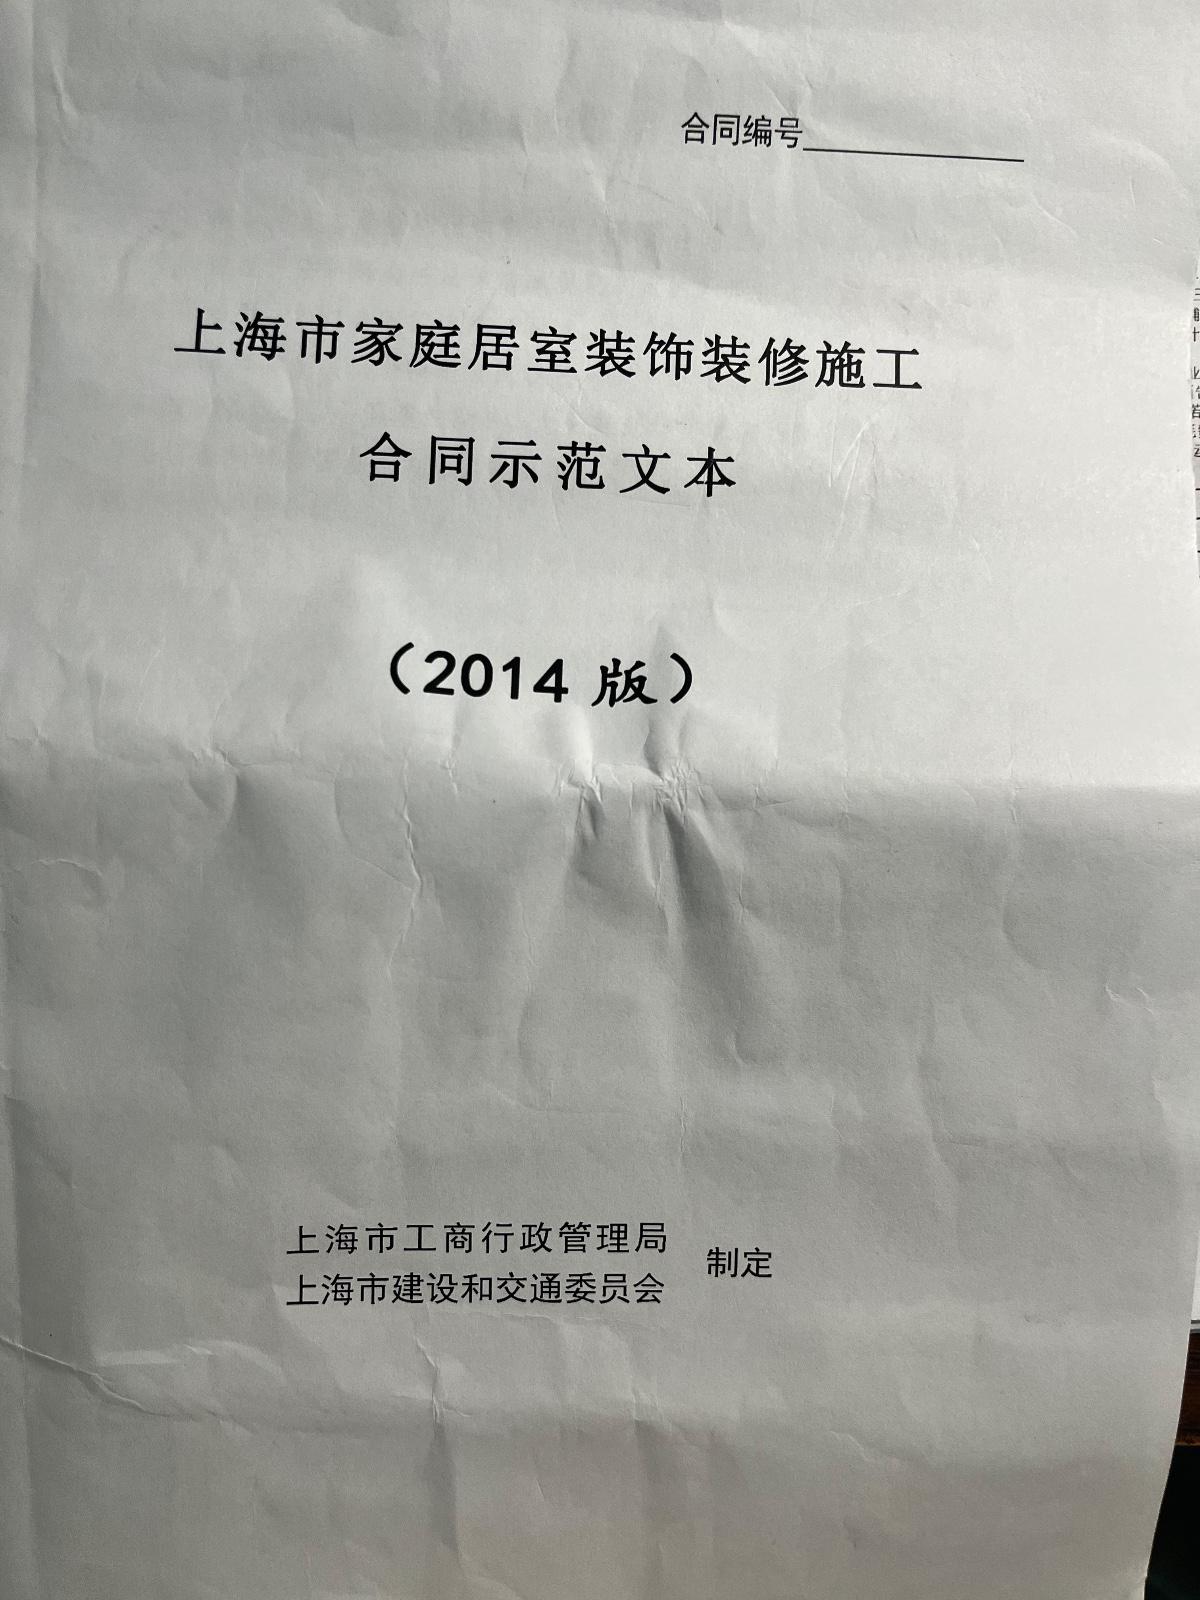 合同编号
上海市家庭居室装饰装修施工
合同示范文本
（2014 版）
上海市工商行政管理局
上海市建设和交通委员会
制定